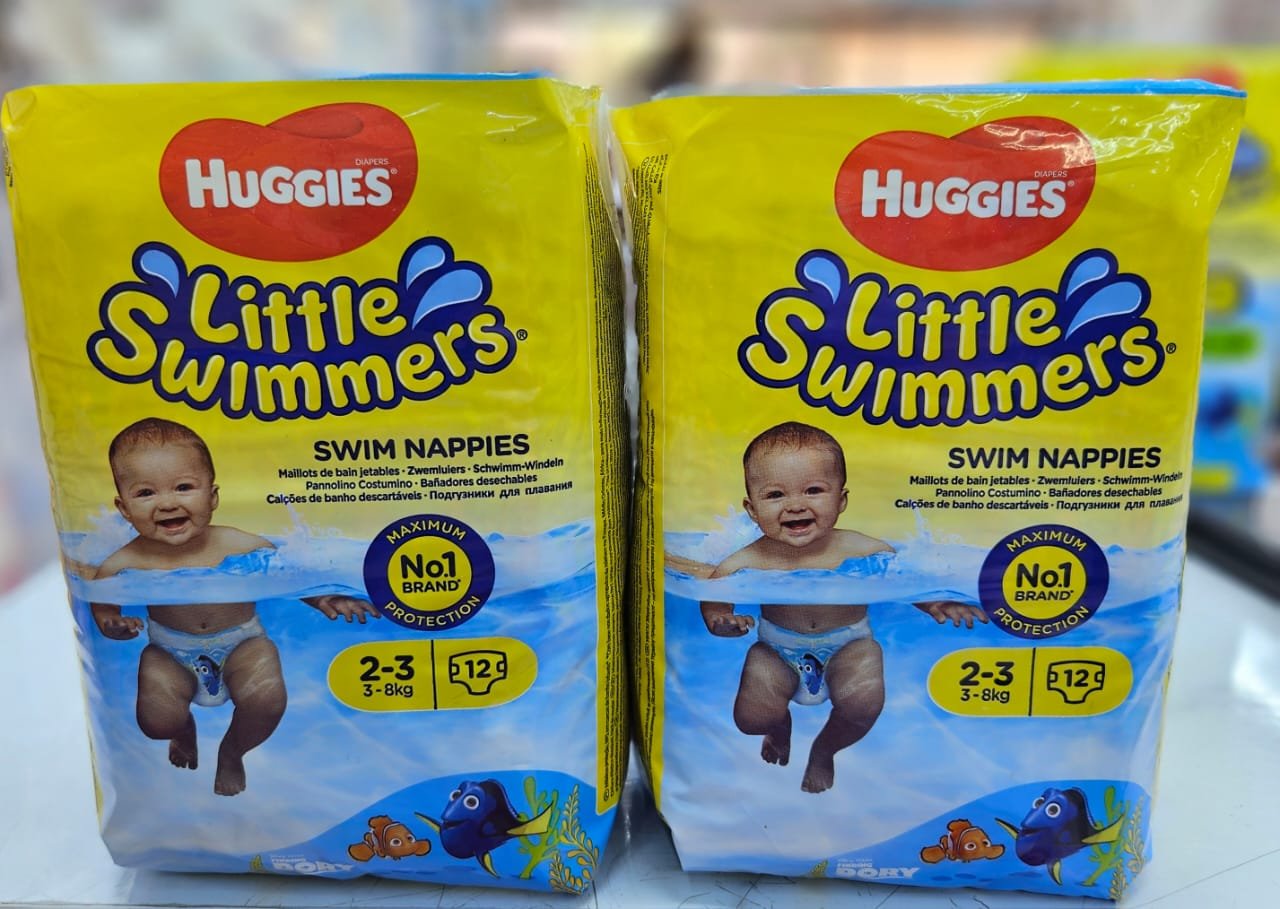 DIAPERS
HUGGIES®
Little
Swimmers®
SWIM NAPPIES
Maillots de bain jetables · Zwemluiers · Schwimm-Windeln
Pannolino Costumino · Bañadores desechables
Calções de banho descartáveis · Подгузники для плавания
MAXIMUM
No.1
BRAND*
PROTECTION
2-3
3-8kg
12
FINDING
DORY
DIAPERS
HUGGIES®
Little
Swimmers®
SWIM NAPPIES
Maillots de bain jetables · Zwemluiers · Schwimm-Windeln
Pannolino Costumino · Bañadores desechables
Calções de banho descartáveis · Подгузники для плавания
MAXIMUM
No.1
BRAND*
PROTECTION
2-3
3-8kg
12
FINDING
DORY